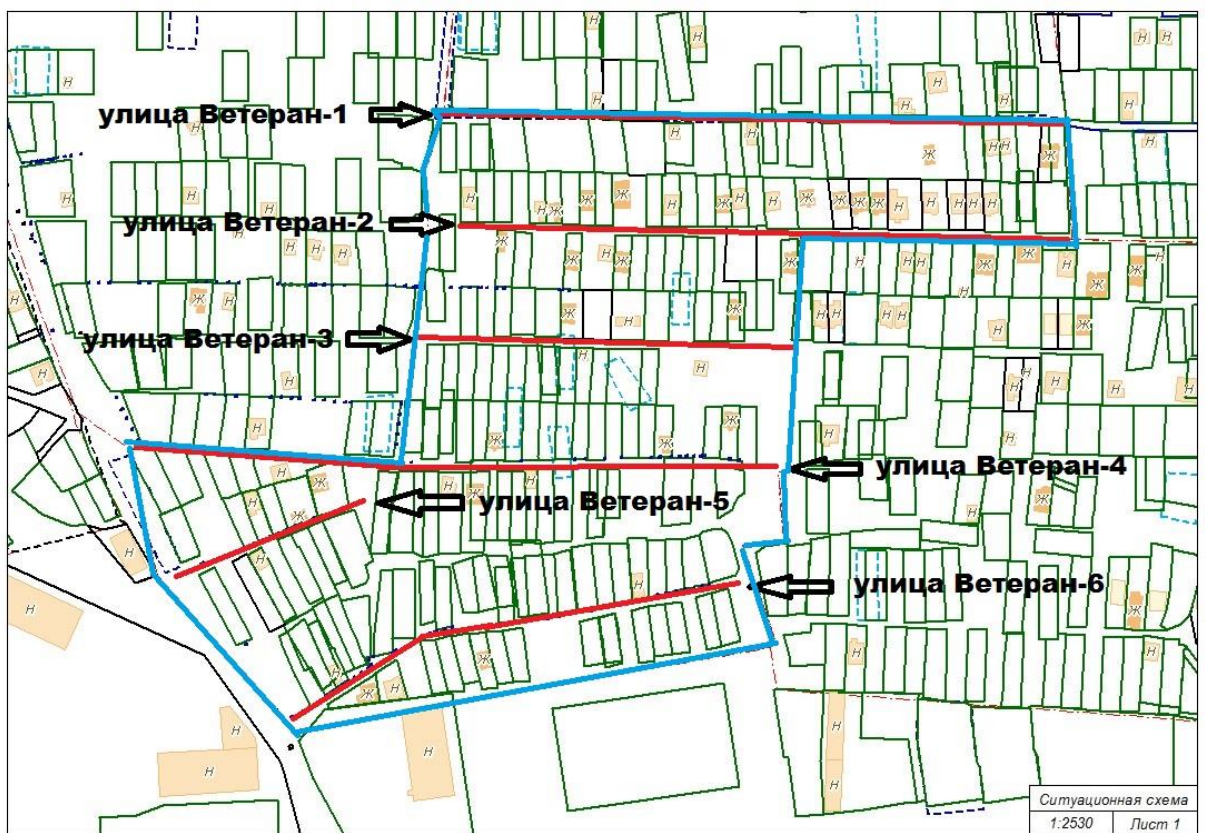 улица Ветеран-1
улица Ветеран-2
улица Ветеран-3
улица Ветеран-4
улица Ветеран-5
улица Ветеран-6
Ситуационная схема
1:2530 Лист 1